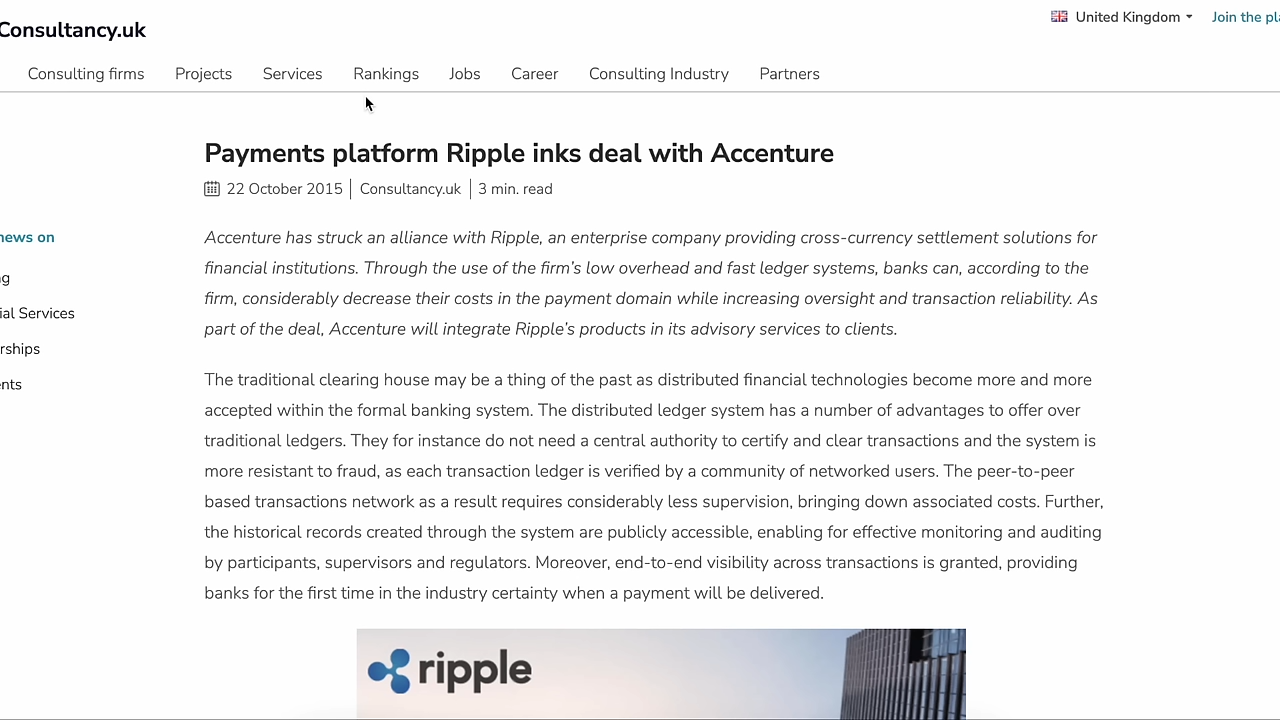 Consultancy.uk
United Kingdom
Join the
Consulting firms Projects Services Rankings Jobs Career Consulting Industry Partners
Payments platform Ripple inks deal with Accenture
22 October 2015 Consultancy.uk 3 min. read
news on
Accenture has struck an alliance with Ripple, an enterprise company providing cross-currency settlement solutions for
financial institutions. Through the use of the firm's low overhead and fast ledger systems, banks can, according to the
firm, considerably decrease their costs in the payment domain while increasing oversight and transaction reliability. As
part of the deal, Accenture will integrate Ripple's products in its advisory services to clients.
Services
The traditional clearing house may be a thing of the past as distributed financial technologies become more and more
accepted within the formal banking system. The distributed ledger system has a number of advantages to offer over
traditional ledgers. They for instance do not need a central authority to certify and clear transactions and the system is
more resistant to fraud, as each transaction ledger is verified by a community of networked users. The peer-to-peer
based transactions network as a result requires considerably less supervision, bringing down associated costs. Further,
the historical records created through the system are publicly accessible, enabling for effective monitoring and auditing
by participants, supervisors and regulators. Moreover, end-to-end visibility across transactions is granted, providing
banks for the first time in the industry certainty when a payment will be delivered.
ripple